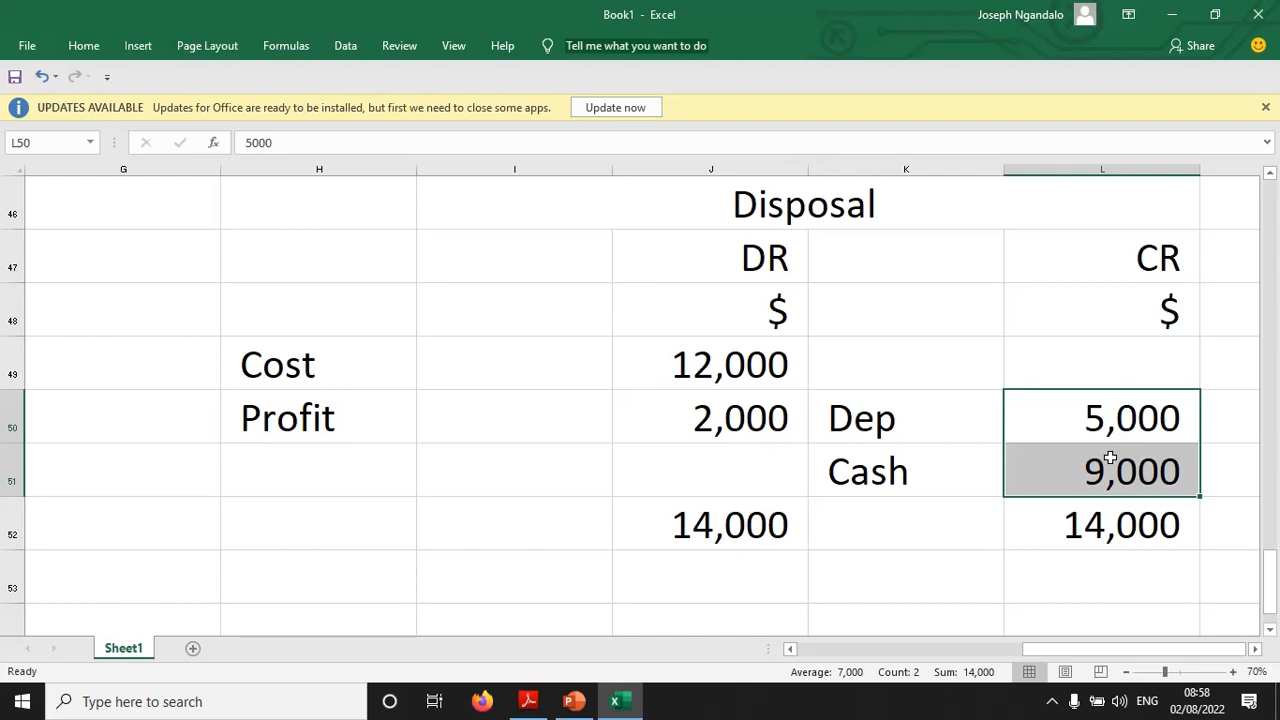 Book1 - Excel
Joseph Ngandalo
File Home Insert Page Layout Formulas Data Review View Help Tell me what you want to do Share
UPDATES AVAILABLE Updates for Office are ready to be installed, but first we need to close some apps. Update now
L50 fx 5000
G H I J K L
46 Disposal
47 DR CR
48 $ $
49 Cost 12,000
50 Profit 2,000 Dep 5,000
51 Cash 9,000
52 14,000 14,000
53
Sheet1
Ready Average: 7,000 Count: 2 Sum: 14,000 70%
Type here to search ENG 08:58
02/08/2022